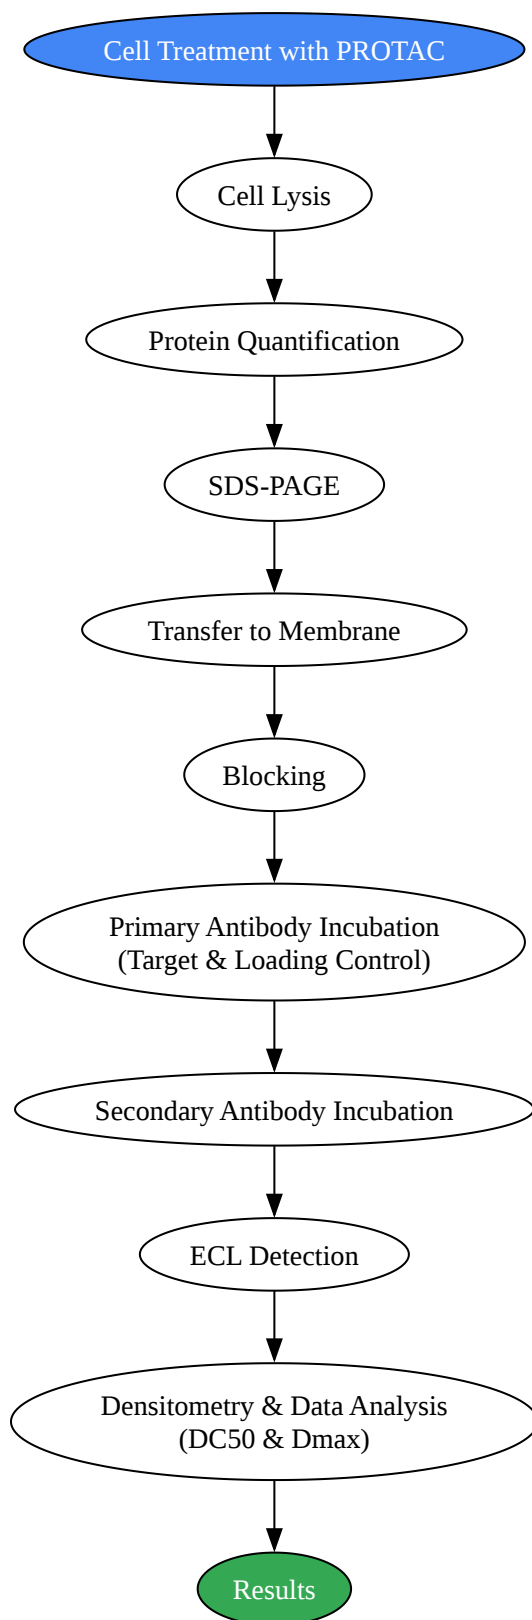 Cell Treatment with PROTAC
Cell Lysis
Protein Quantification
SDS-PAGE
Transfer to Membrane
Blocking
Primary Antibody Incubation
(Target & Loading Control)
Secondary Antibody Incubation
ECL Detection
Densitometry & Data Analysis
(DC50 & Dmax)
Results